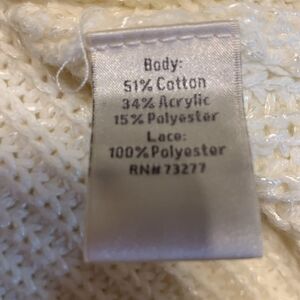 Body:
51% Cotton
34% Acrylic
15% Polyester
Lace:
100% Polyester
RN# 73277